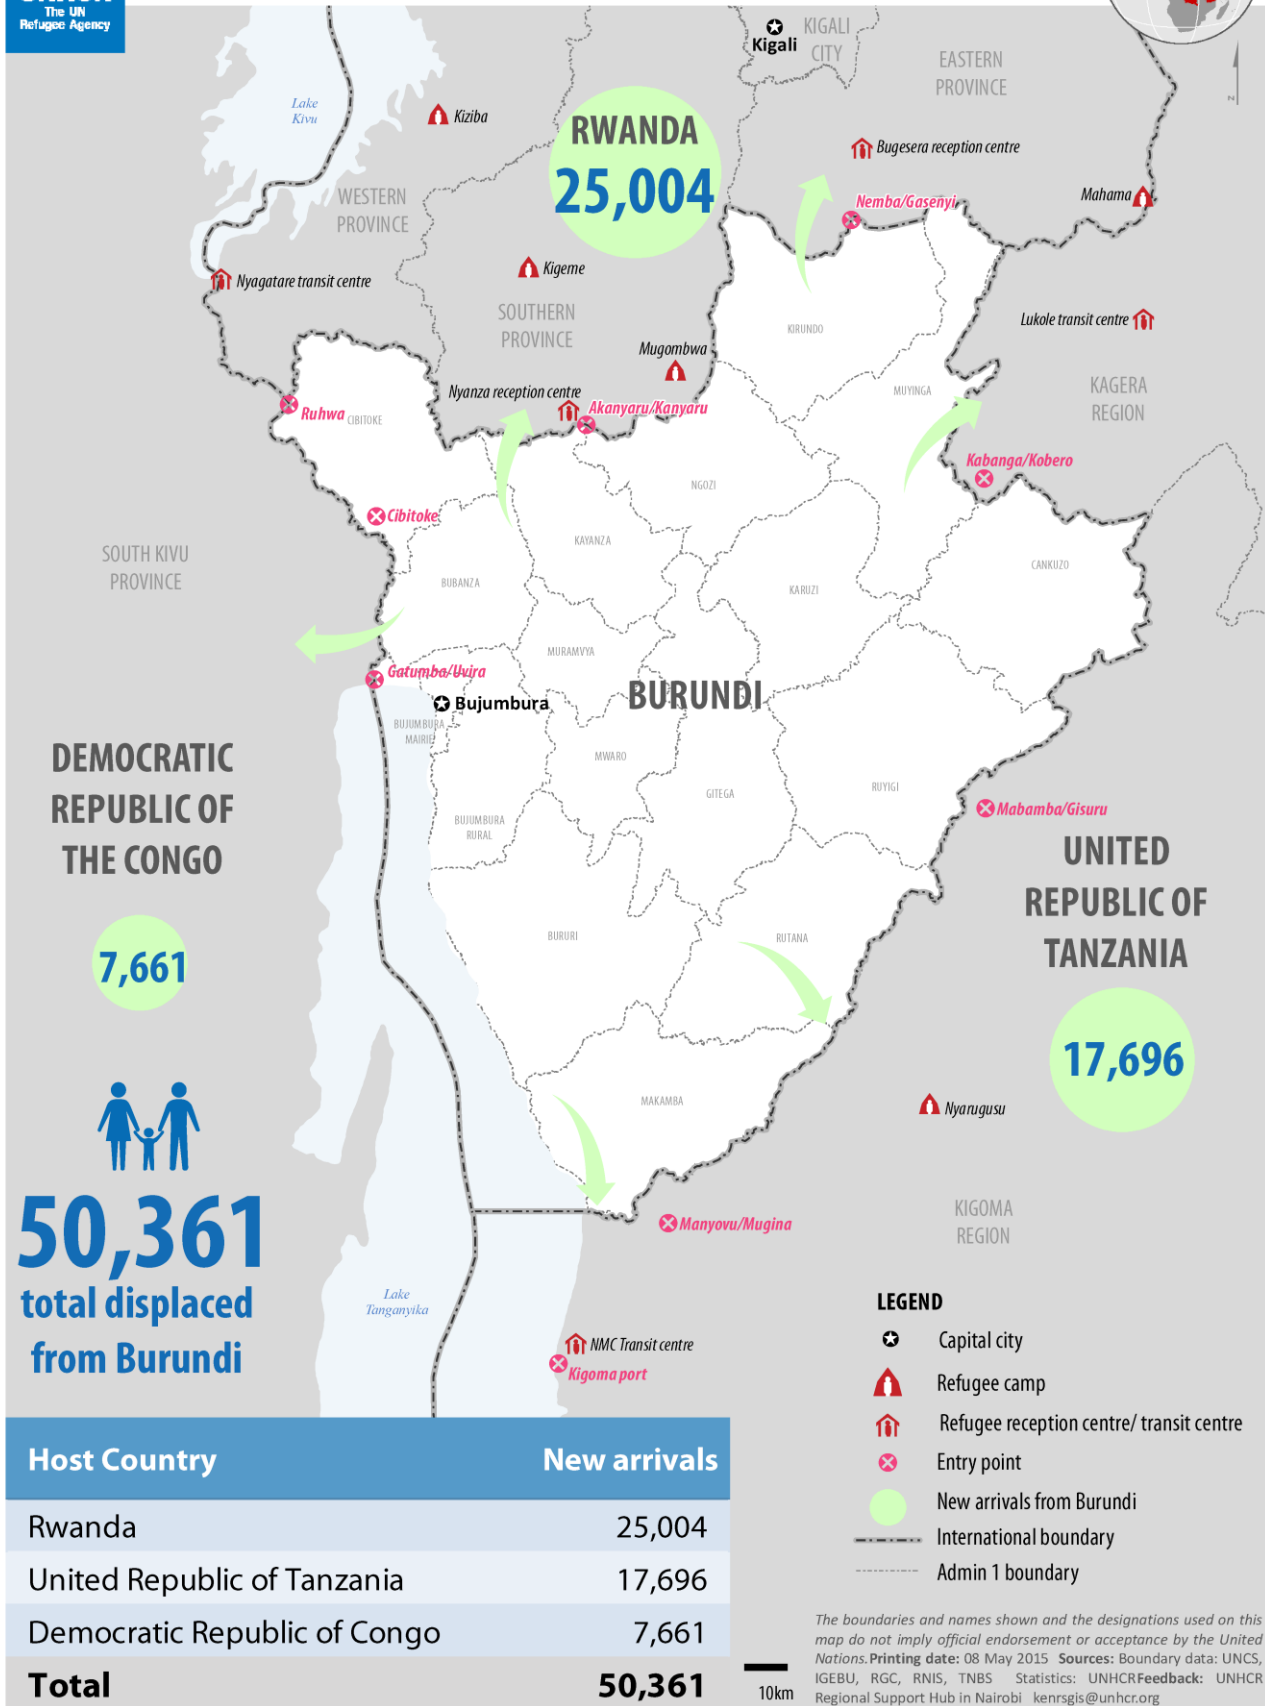 The UN
Refugee Agency
Kigali
KIGALI
CITY
EASTERN
PROVINCE
N
Lake
Kivu
Kiziba
RWANDA
25,004
Bugesera reception centre
WESTERN
PROVINCE
Nemba/Gasenyi
Mahama
Nyagatare transit centre
Kigeme
SOUTHERN
PROVINCE
KIRUNDO
Lukole transit centre
Mugombwa
Nyanza reception centre
Akanyaru/Kanyaru
MUYINGA
KAGERA
REGION
Ruhwa
CIBITOKE
Kabanga/Kobero
NGOZI
Cibitoke
SOUTH KIVU
PROVINCE
KAYANZA
BUBANZA
KARUZI
CANKUZO
MURAMVYA
Gatumba/Uvira
BURUNDI
Bujumbura
BUJUMBURA
MAIRIE
DEMOCRATIC
REPUBLIC OF
THE CONGO
MWARO
GITEGA
RUYIGI
Mabamba/Gisuru
BUJUMBURA
RURAL
UNITED
REPUBLIC OF
TANZANIA
BURURI
RUTANA
7,661
17,696
MAKAMBA
Nyarugusu
50,361
total displaced
from Burundi
Manyovu/Mugina
KIGOMA
REGION
Lake
Tanganyika
NMC Transit centre
Kigoma port
LEGEND
Capital city
Refugee camp
Refugee reception centre/ transit centre
Entry point
New arrivals from Burundi
International boundary
Admin 1 boundary
Host Country New arrivals
Rwanda 25,004
United Republic of Tanzania 17,696
Democratic Republic of Congo 7,661
Total 50,361
10km
The boundaries and names shown and the designations used on this
map do not imply official endorsement or acceptance by the United
Nations. Printing date: 08 May 2015 Sources: Boundary data: UNCS,
IGEBU, RGC, RNIS, TNBS Statistics: UNHCR Feedback: UNHCR
Regional Support Hub in Nairobi kenrsgis@unhcr.org